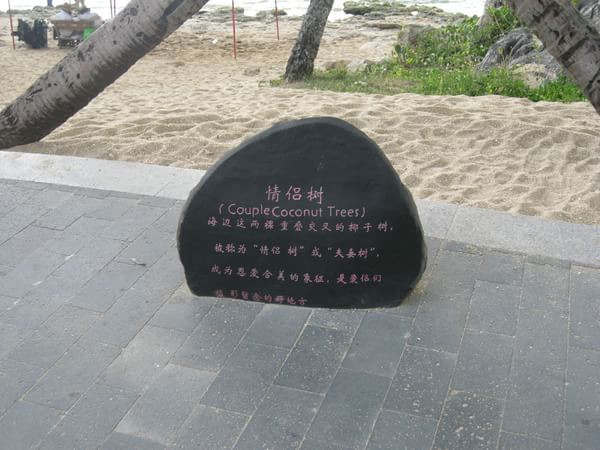 情侣树
(Couple Coconut Trees)
海边这两棵重叠交叉的椰子树，
被称为“情侣 树”或“夫妻树”，
成为恩爱合美的象征，是爱侣们
摄影留念的好地方